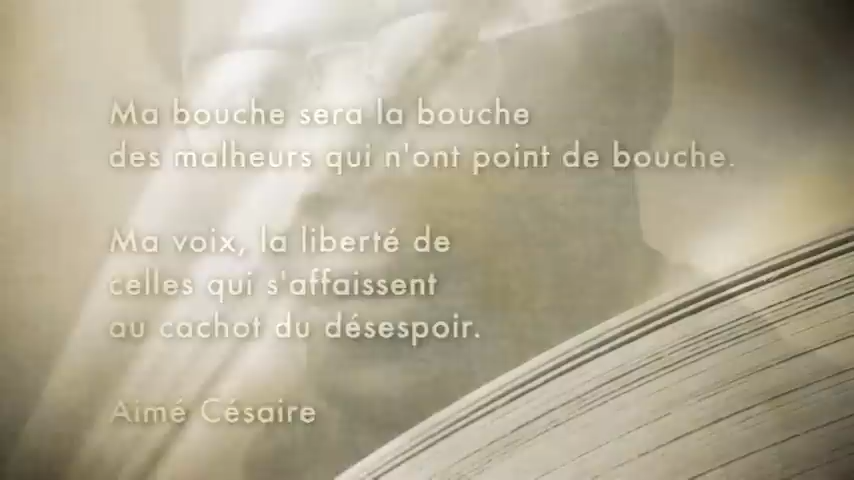 Ma bouche sera la bouche
des malheurs qui n'ont point de bouche.
Ma voix, la liberté de
celles qui s'affaissent
au cachot du désespoir.
Aimé Césaire